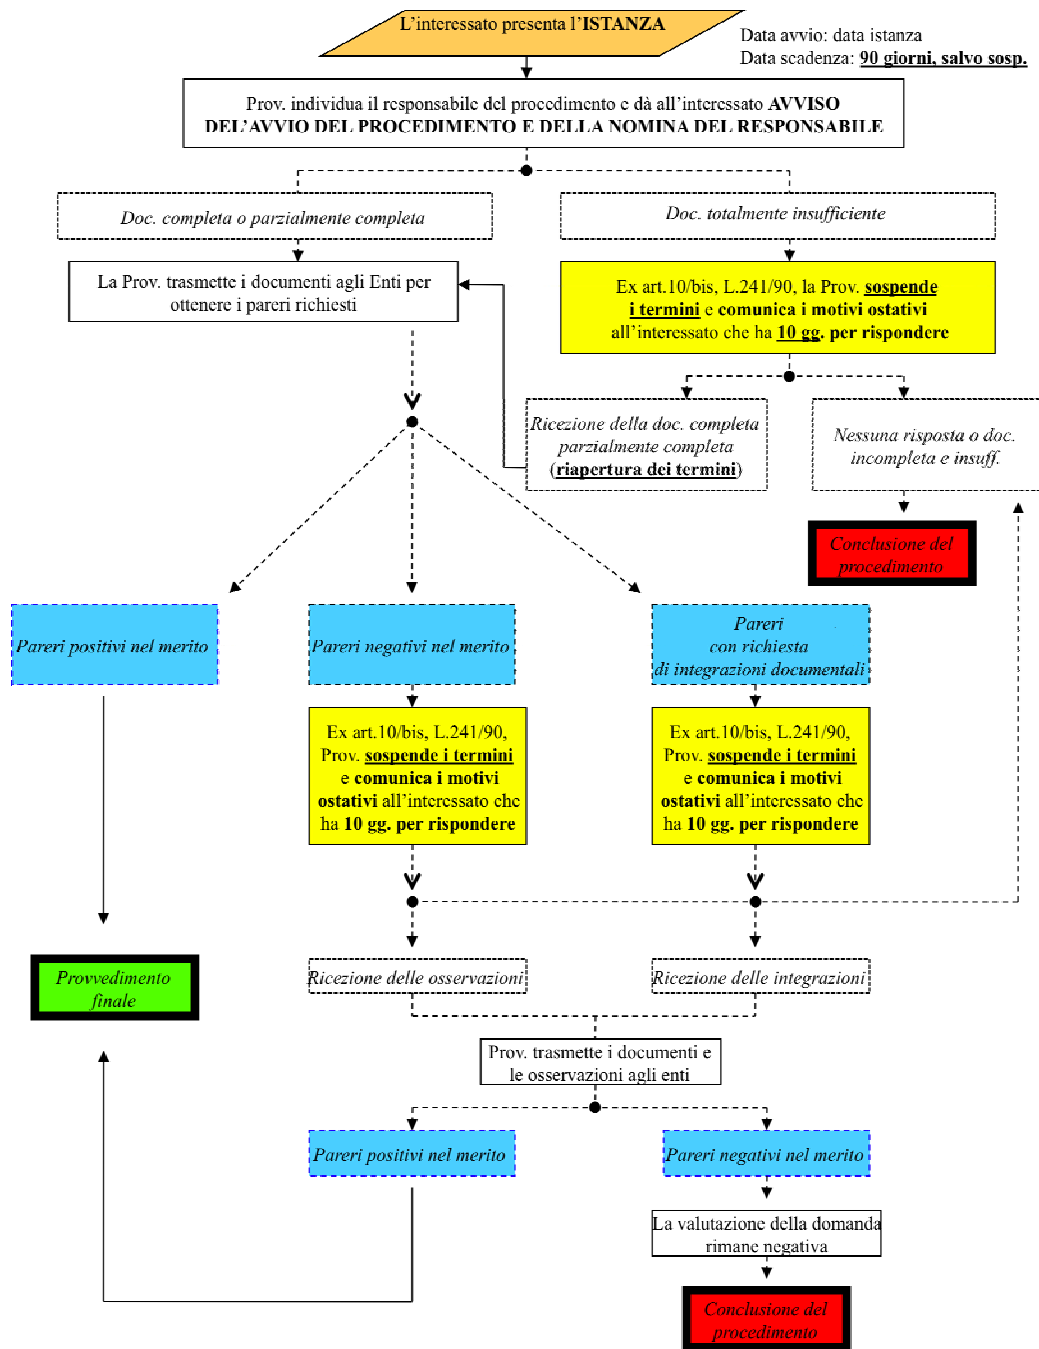 L’interessato presenta l’ISTANZA
Data avvio: data istanza
Data scadenza: 90 giorni, salvo sosp.
Prov. individua il responsabile del procedimento e dà all’interessato AVVISO
DEL’AVVIO DEL PROCEDIMENTO E DELLA NOMINA DEL RESPONSABILE
Doc. completa o parzialmente completa
Doc. totalmente insufficiente
La Prov. trasmette i documenti agli Enti per
ottenere i pareri richiesti
Ex art.10/bis, L.241/90, la Prov. sospende
i termini e comunica i motivi ostativi
all’interessato che ha 10 gg. per rispondere
Ricezione della doc. completa
parzialmente completa
(riapertura dei termini)
Nessuna risposta o doc.
incompleta e insuff.
Conclusione del
procedimento
Pareri positivi nel merito
Pareri negativi nel merito
Pareri
con richiesta
di integrazioni documentali
Ex art.10/bis, L.241/90,
Prov. sospende i termini
e comunica i motivi
ostativi all’interessato che
ha 10 gg. per rispondere
Ex art.10/bis, L.241/90,
Prov. sospende i termini
e comunica i motivi
ostativi all’interessato che
ha 10 gg. per rispondere
Provvedimento
finale
Ricezione delle osservazioni
Ricezione delle integrazioni
Prov. trasmette i documenti e
le osservazioni agli enti
Pareri positivi nel merito
Pareri negativi nel merito
La valutazione della domanda
rimane negativa
Conclusione del
procedimento